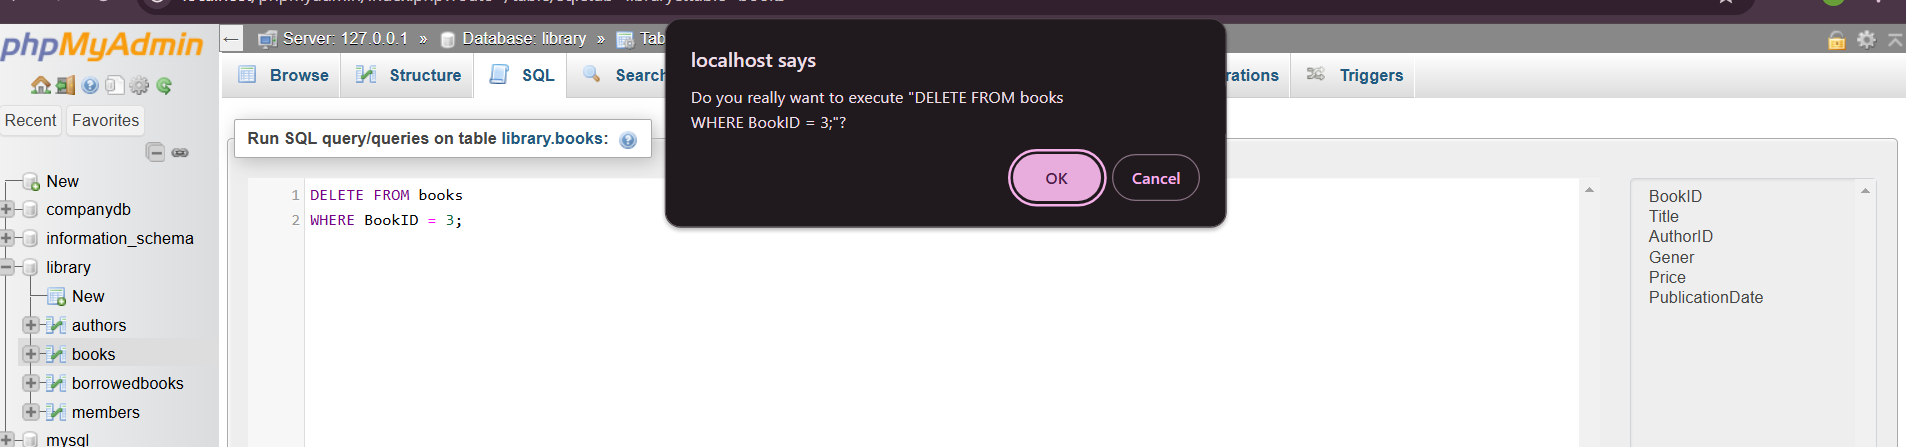 phpMyAdmin
Recent
Favorites
New
companydb
information_schema
library
New
authors
books
borrowedbooks
members
mysql
Server: 127.0.0.1 » Database: library »
Browse
Structure
SQL
Triggers
Run SQL query/queries on table library.books:
1 DELETE FROM books
2 WHERE BookID = 3;
localhost says
Do you really want to execute "DELETE FROM books
WHERE BookID = 3;"?
OK
Cancel
BookID
Title
AuthorID
Gener
Price
PublicationDate